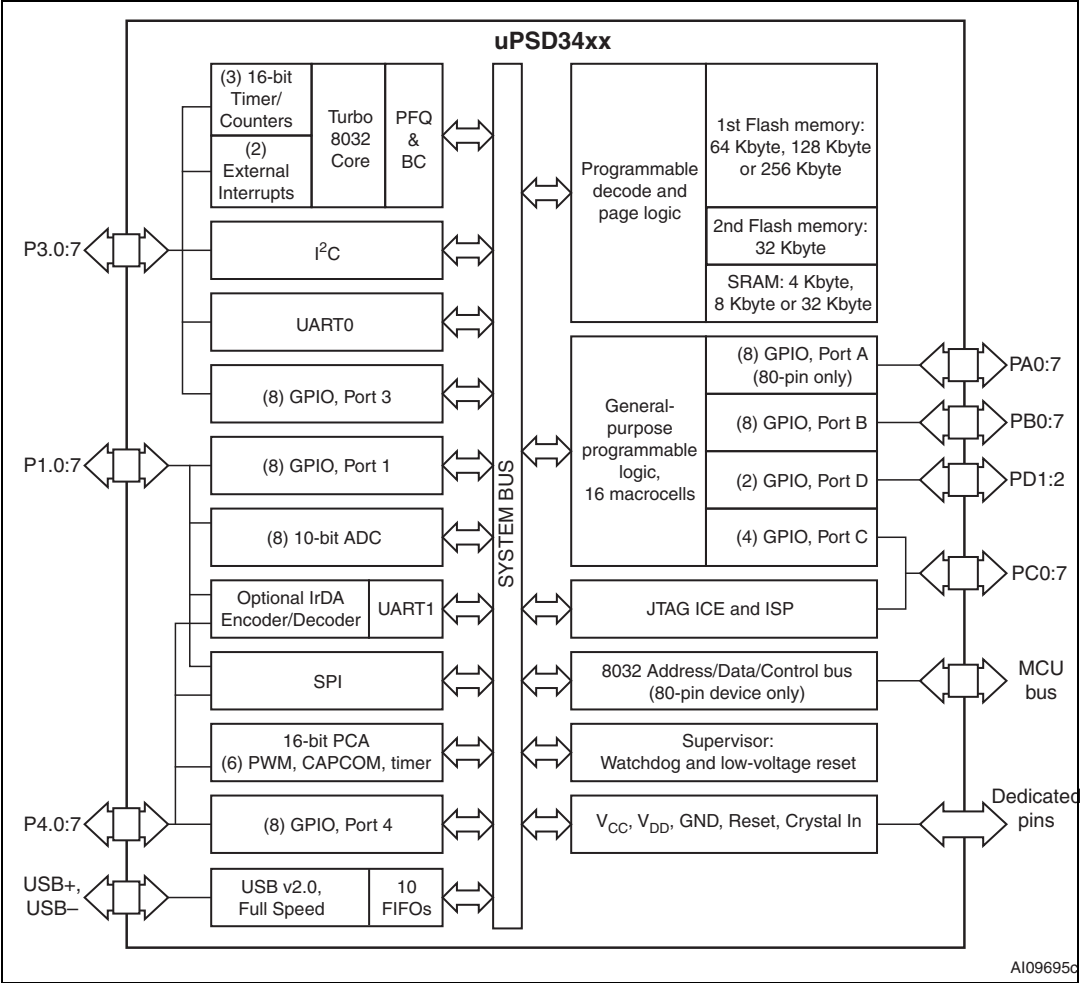 uPSD34xx
(3) 16-bit
Timer/
Counters
(2)
External
Interrupts
Turbo
8032
Core
PFQ
&
BC
P3.0:7
I²C
UART0
(8) GPIO, Port 3
P1.0:7
(8) GPIO, Port 1
(8) 10-bit ADC
Optional IrDA
Encoder/Decoder
UART1
SPI
16-bit PCA
(6) PWM, CAPCOM, timer
P4.0:7
(8) GPIO, Port 4
USB+,
USB–
USB v2.0,
Full Speed
10
FIFOs
SYSTEM BUS
Programmable
decode and
page logic
1st Flash memory:
64 Kbyte, 128 Kbyte
or 256 Kbyte
2nd Flash memory:
32 Kbyte
SRAM: 4 Kbyte,
8 Kbyte or 32 Kbyte
General-
purpose
programmable
logic,
16 macrocells
(8) GPIO, Port A
(80-pin only)
PA0:7
(8) GPIO, Port B
PB0:7
(2) GPIO, Port D
PD1:2
(4) GPIO, Port C
PC0:7
JTAG ICE and ISP
8032 Address/Data/Control bus
(80-pin device only)
MCU
bus
Supervisor:
Watchdog and low-voltage reset
VCC, VDD, GND, Reset, Crystal In
Dedicated
pins
AI09695c